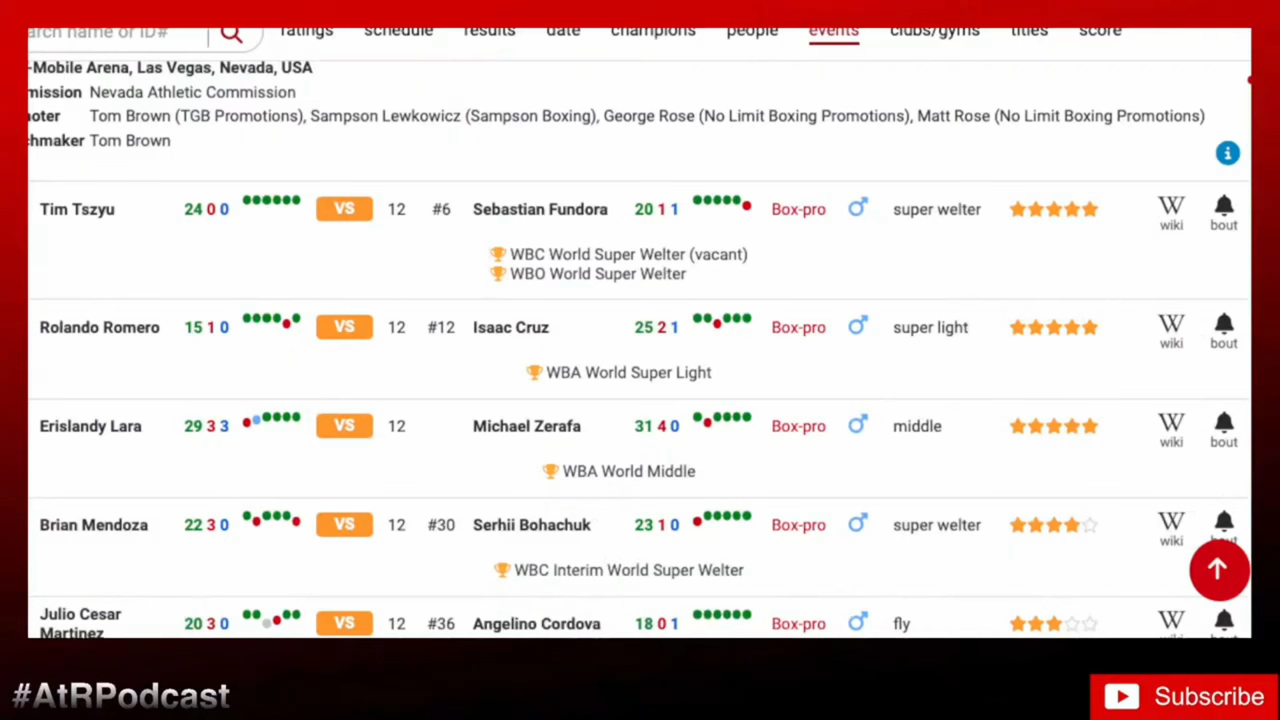 arch name or ID# ratings schedule results date champions people events clubs/gyms titles score
-Mobile Arena, Las Vegas, Nevada, USA
mission Nevada Athletic Commission
oter Tom Brown (TGB Promotions), Sampson Lewkowicz (Sampson Boxing), George Rose (No Limit Boxing Promotions), Matt Rose (No Limit Boxing Promotions)
chmaker Tom Brown
Tim Tszyu 24 0 0 VS 12 #6 Sebastian Fundora 20 1 1 Box-pro super welter W wiki bout
WBC World Super Welter (vacant)
WBO World Super Welter
Rolando Romero 15 1 0 VS 12 #12 Isaac Cruz 25 2 1 Box-pro super light W wiki bout
WBA World Super Light
Erislandy Lara 29 3 3 VS 12 Michael Zerafa 31 4 0 Box-pro middle W wiki bout
WBA World Middle
Brian Mendoza 22 3 0 VS 12 #30 Serhii Bohachuk 23 1 0 Box-pro super welter W wiki bout
WBC Interim World Super Welter
Julio Cesar Martinez 20 3 0 VS 12 #36 Angelino Cordova 18 0 1 Box-pro fly W
#AtRPodcast
Subscribe